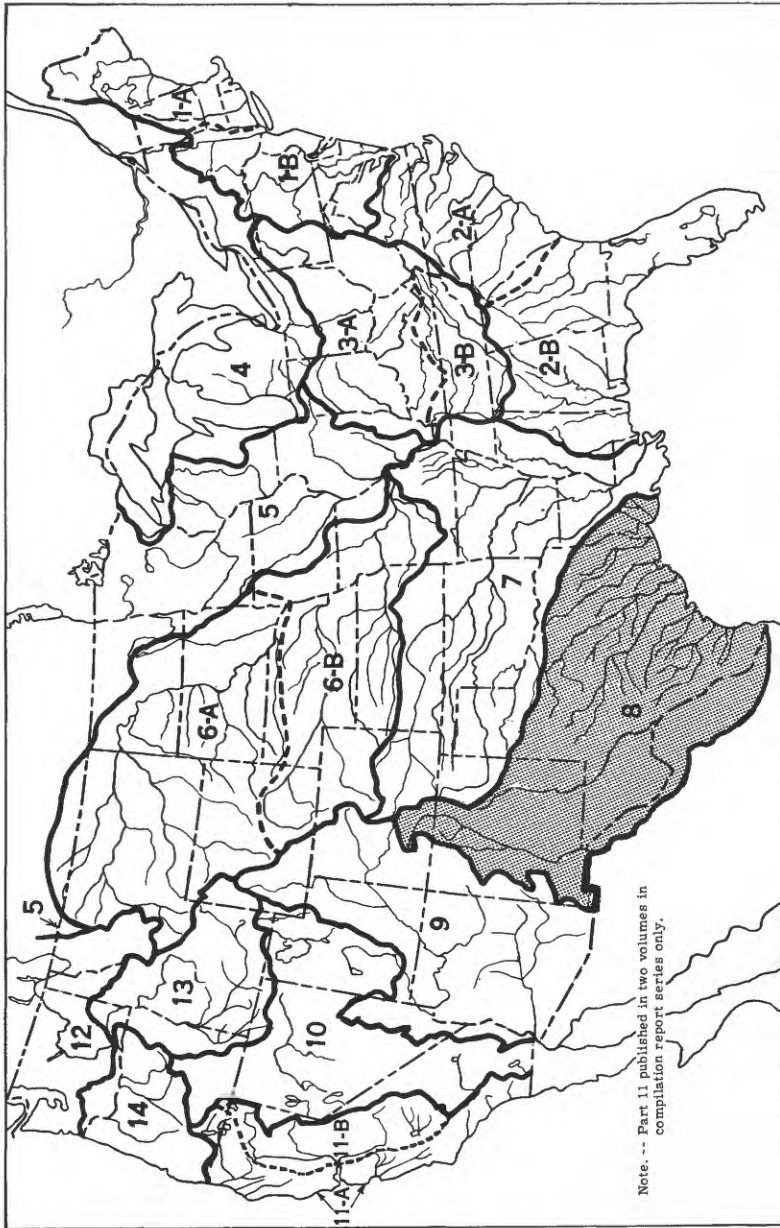 1-A
1-B
2-A
2-B
3-A
3-B
4
5
6-A
6-B
7
8
9
10
5
12
13
14
11-B
11-A
Note. -- Part 11 published in two volumes in
compilation report series only.